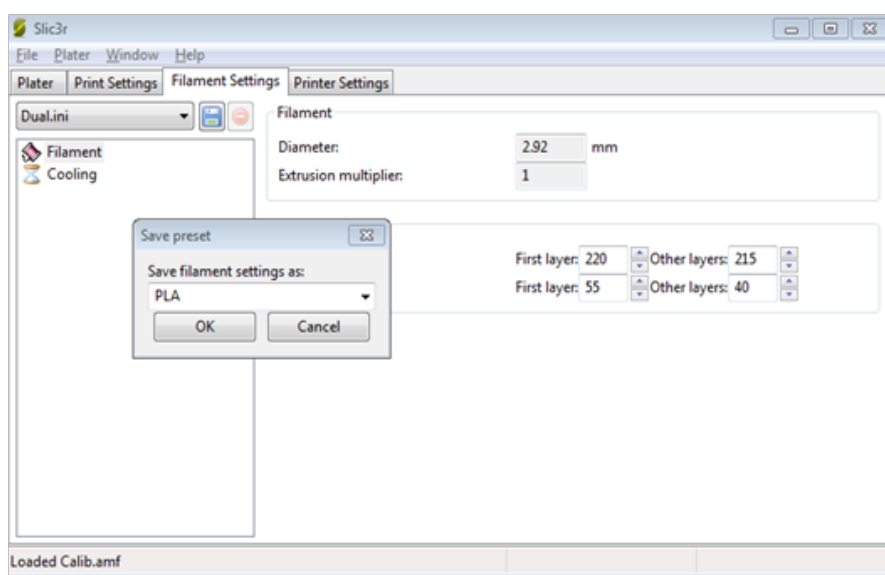 Slic3r
File Plater Window Help
Plater Print Settings Filament Settings Printer Settings
Dual.ini
Filament
Diameter: 2.92 mm
Extrusion multiplier: 1
Filament
Cooling
Save preset
Save filament settings as:
PLA
OK Cancel
First layer: 220 Other layers: 215
First layer: 55 Other layers: 40
Loaded Calib.amf